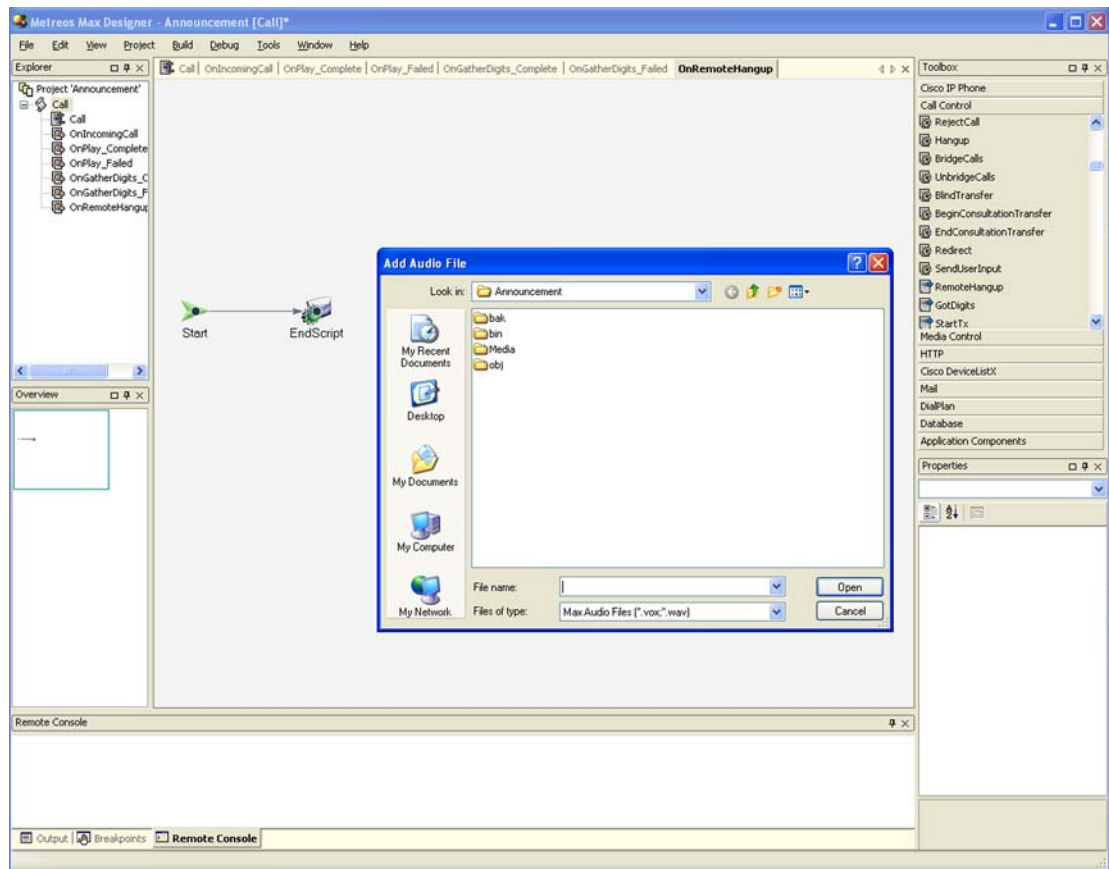 Metreos Max Designer - Announcement [Call]*
File Edit View Project Build Debug Tools Window Help
Explorer
Project 'Announcement'
Call
Call
OnIncomingCall
OnPlay_Complete
OnPlay_Failed
OnGatherDigits_C
OnGatherDigits_F
OnRemoteHangup
Overview
Call OnIncomingCall OnPlay_Complete OnPlay_Failed OnGatherDigits_Complete OnGatherDigits_Failed OnRemoteHangup
Start EndScript
Add Audio File
Look in: Announcement
My Recent Documents
Desktop
My Documents
My Computer
My Network
bak
bin
Media
obj
File name: Open
Files of type: Max Audio Files (*.vox;*.wav) Cancel
Toolbox
Cisco IP Phone
Call Control
RejectCall
Hangup
BridgeCalls
UnbridgeCalls
BlindTransfer
BeginConsultationTransfer
EndConsultationTransfer
Redirect
SendUserInput
RemoteHangup
GotDigits
StartTx
Media Control
HTTP
Cisco DeviceListX
Mail
DialPlan
Database
Application Components
Properties
Remote Console
Output Breakpoints Remote Console